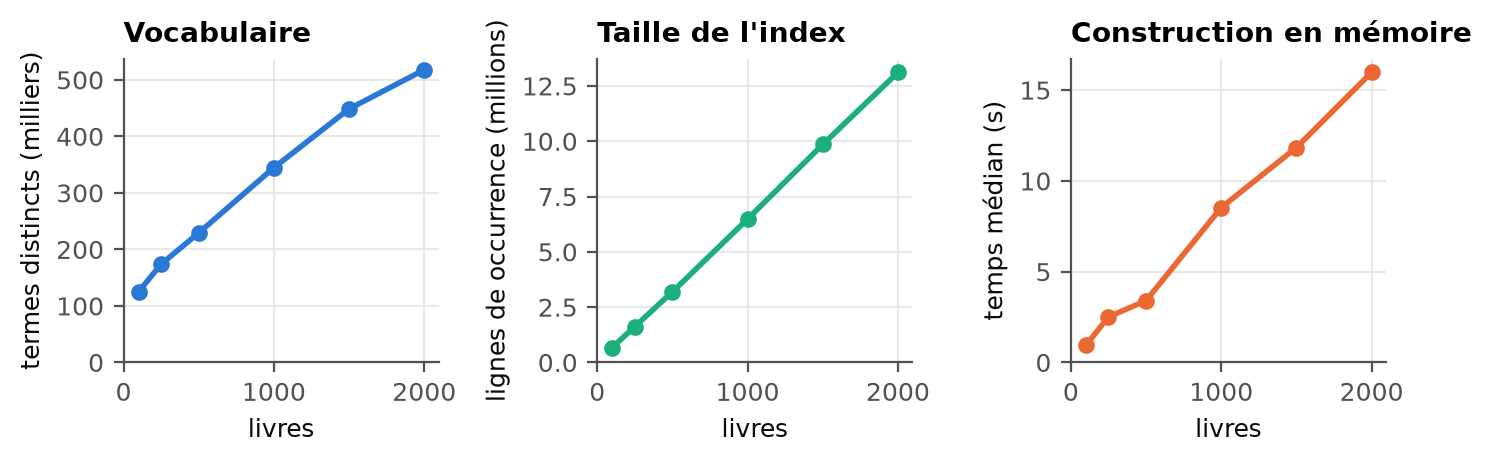 Vocabulaire
termes distincts (milliers)
500
400
300
200
100
0
0 1000 2000
livres
Taille de l'index
lignes de occurrence (millions)
12.5
10.0
7.5
5.0
2.5
0.0
0 1000 2000
livres
Construction en mémoire
temps médian (s)
15
10
5
0
0 1000 2000
livres